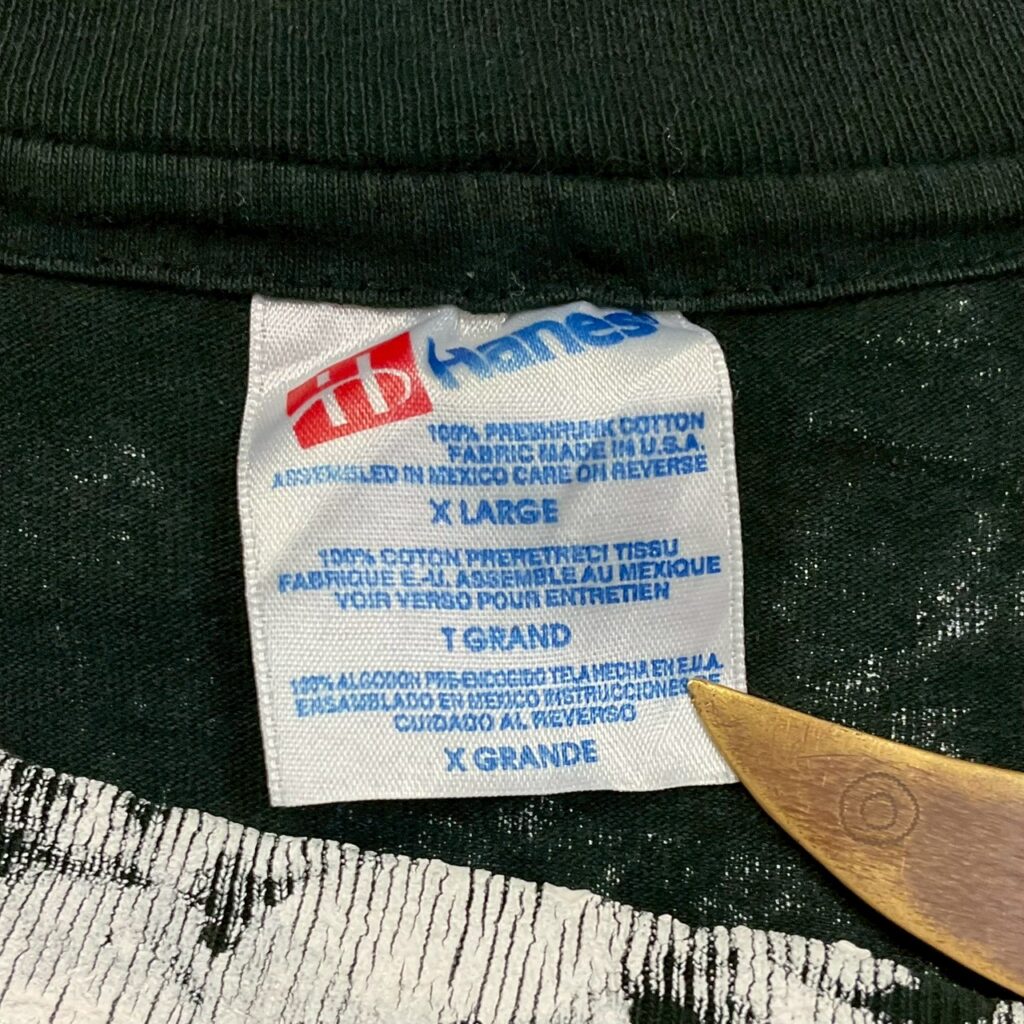 Hanes
100% PRESHRUNK COTTON
FABRIC MADE IN U.S.A.
ASSEMBLED IN MEXICO CARE ON REVERSE
X LARGE
100% COTON PRERETRECI TISSU
FABRIQUE E.-U. ASSEMBLE AU MEXIQUE
VOIR VERSO POUR ENTRETIEN
T GRAND
100% ALGODON PRE-ENCOGIDO TELA HECHA EN E.U.A.
ENSAMBLADO EN MEXICO INSTRUCCIONES DE
CUIDADO AL REVERSO
X GRANDE